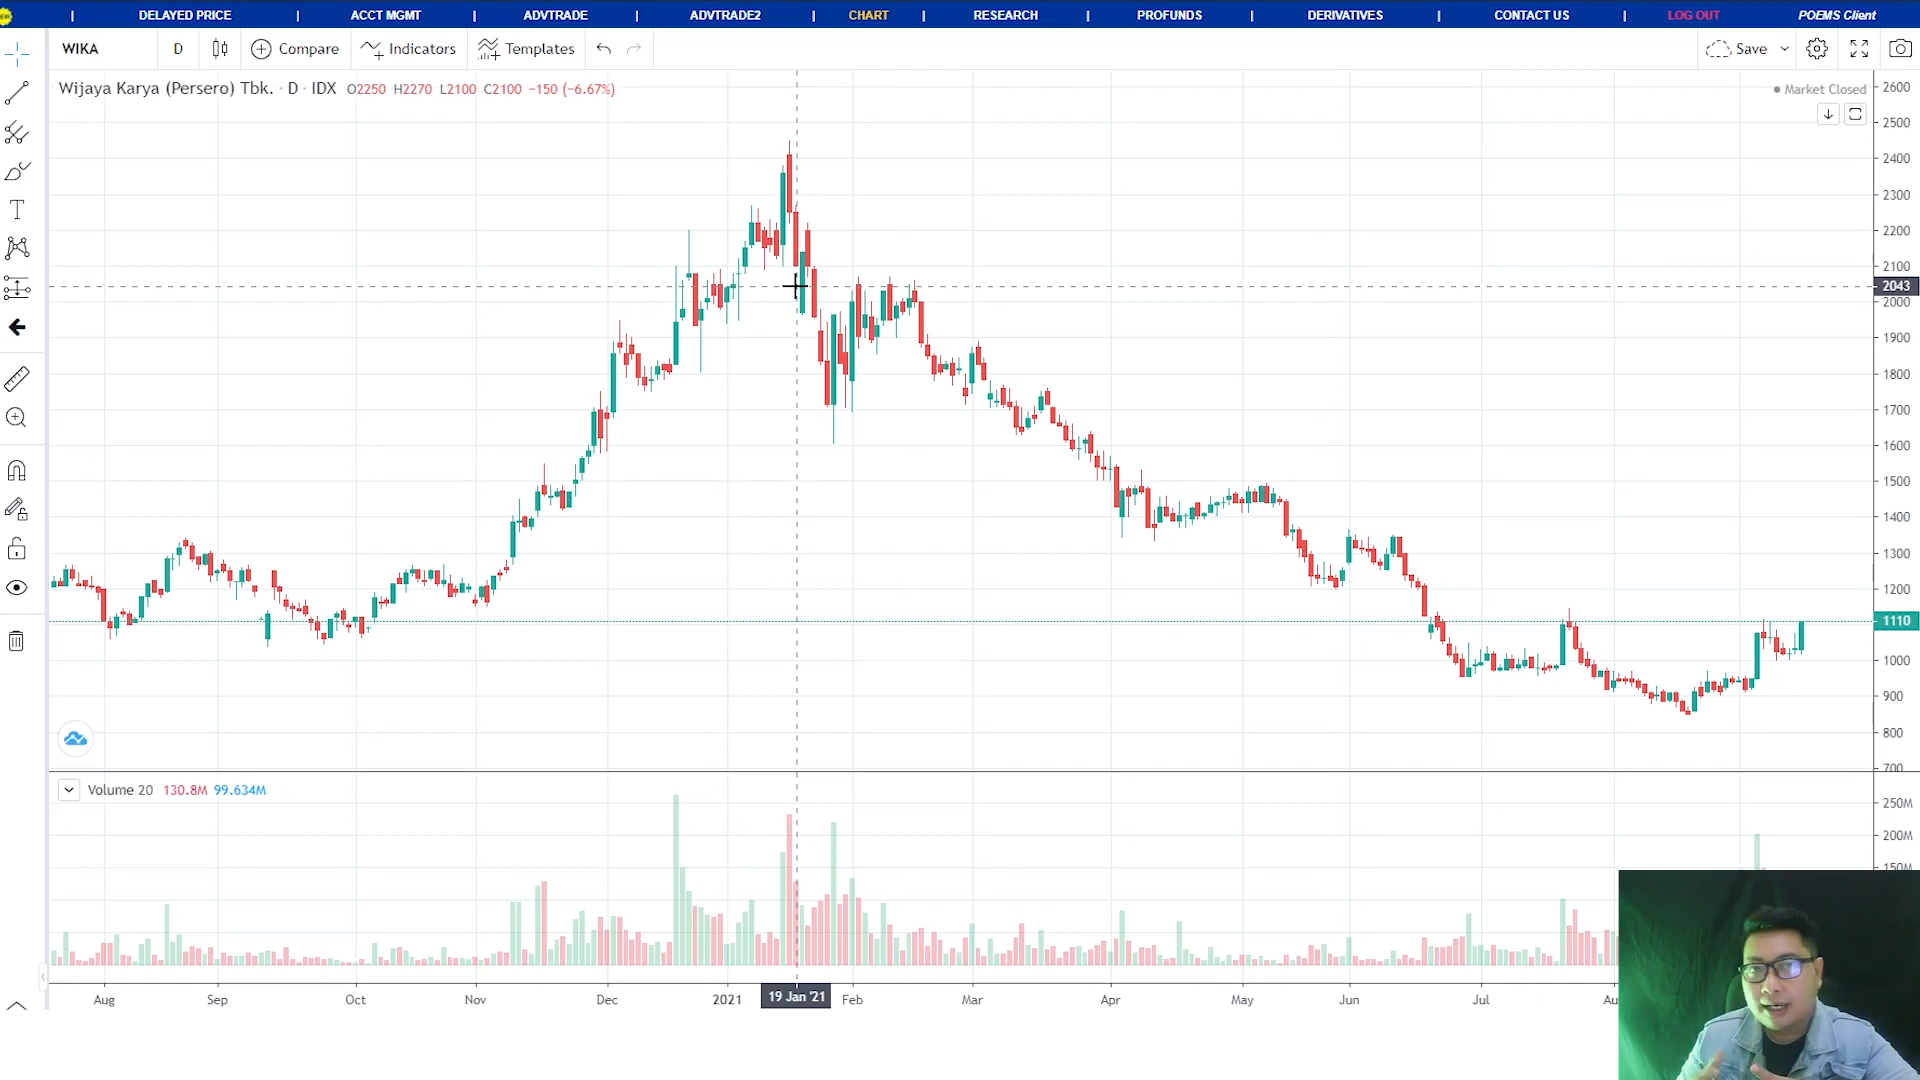 DELAYED PRICE | ACCT MGMT | ADVTRADE | ADVTRADE2 | CHART | RESEARCH | PROFUNDS | DERIVATIVES | CONTACT US | LOG OUT POEMS Client
WIKA D Compare Indicators Templates Save
Wijaya Karya (Persero) Tbk. · D · IDX O2250 H2270 L2100 C2100 −150 (−6.67%)
Market Closed
2600
2500
2400
2300
2200
2100
2043
2000
1900
1800
1700
1600
1500
1400
1300
1200
1110
1000
900
800
700
Volume 20 130.8M 99.634M
250M
200M
150M
Aug Sep Oct Nov Dec 2021 19 Jan '21 Feb Mar Apr May Jun Jul Au